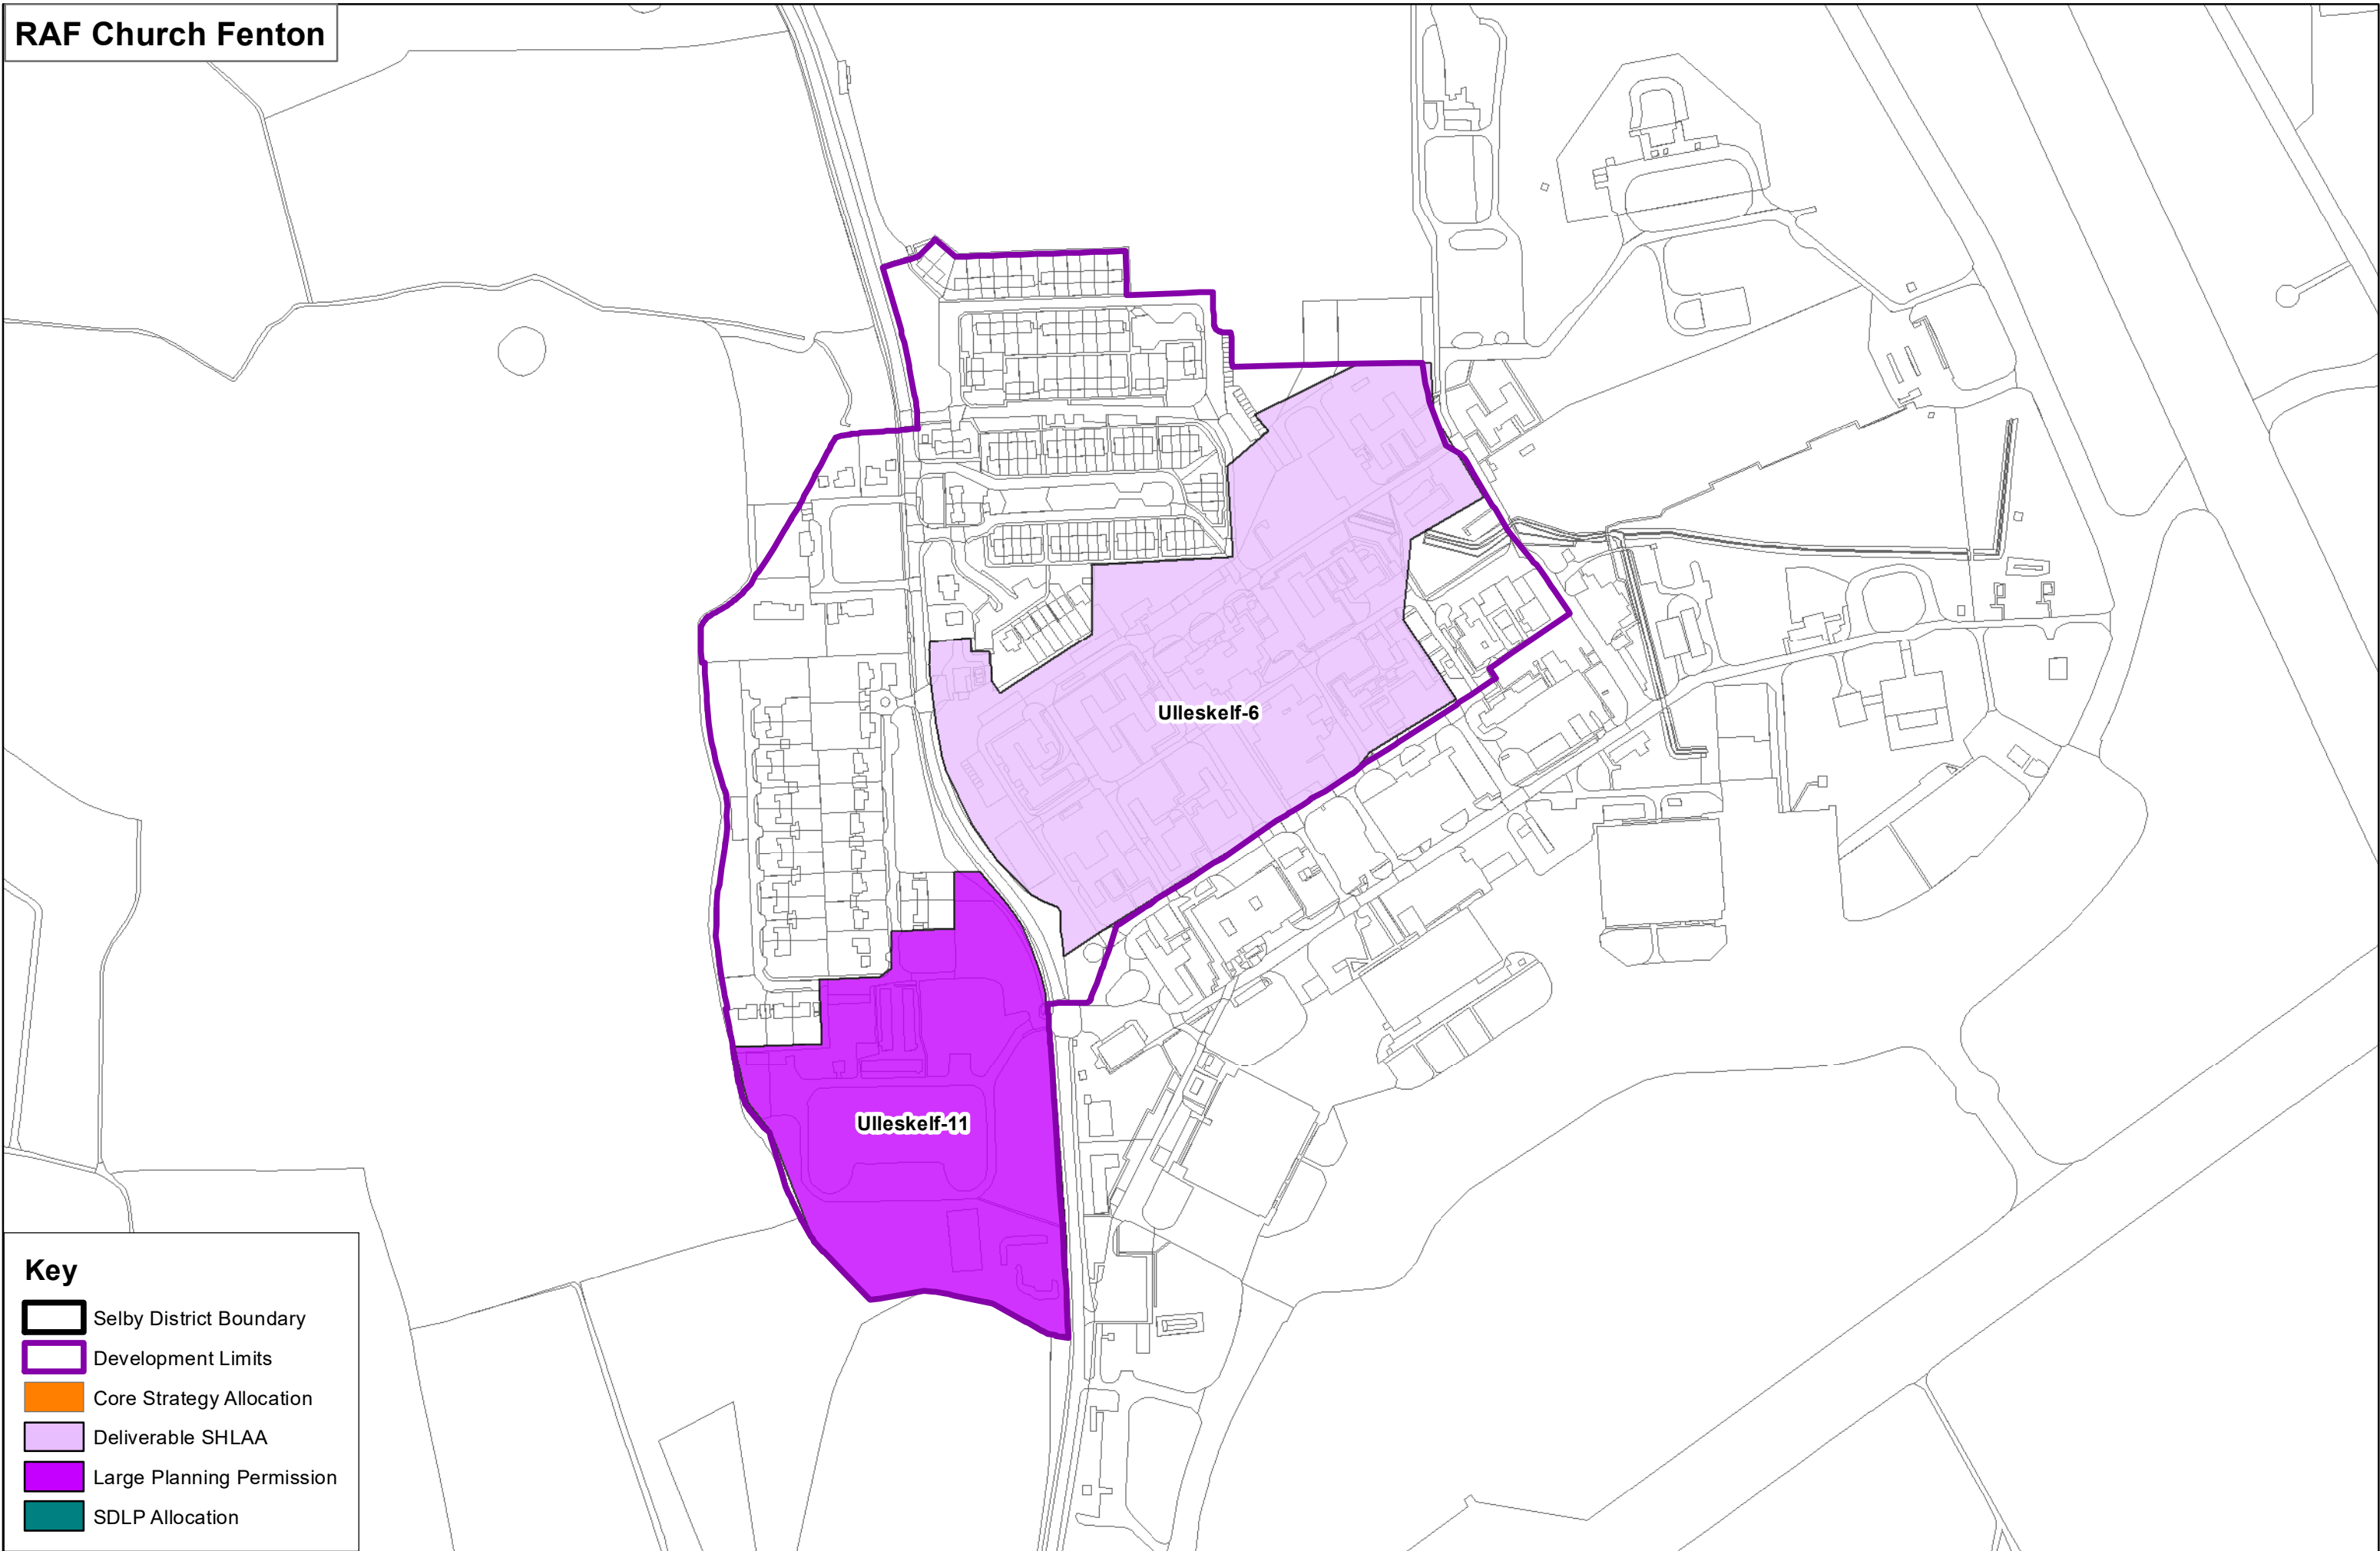 RAF Church Fenton
Ulleskelf-6
Ulleskelf-11
Key
Selby District Boundary
Development Limits
Core Strategy Allocation
Deliverable SHLAA
Large Planning Permission
SDLP Allocation